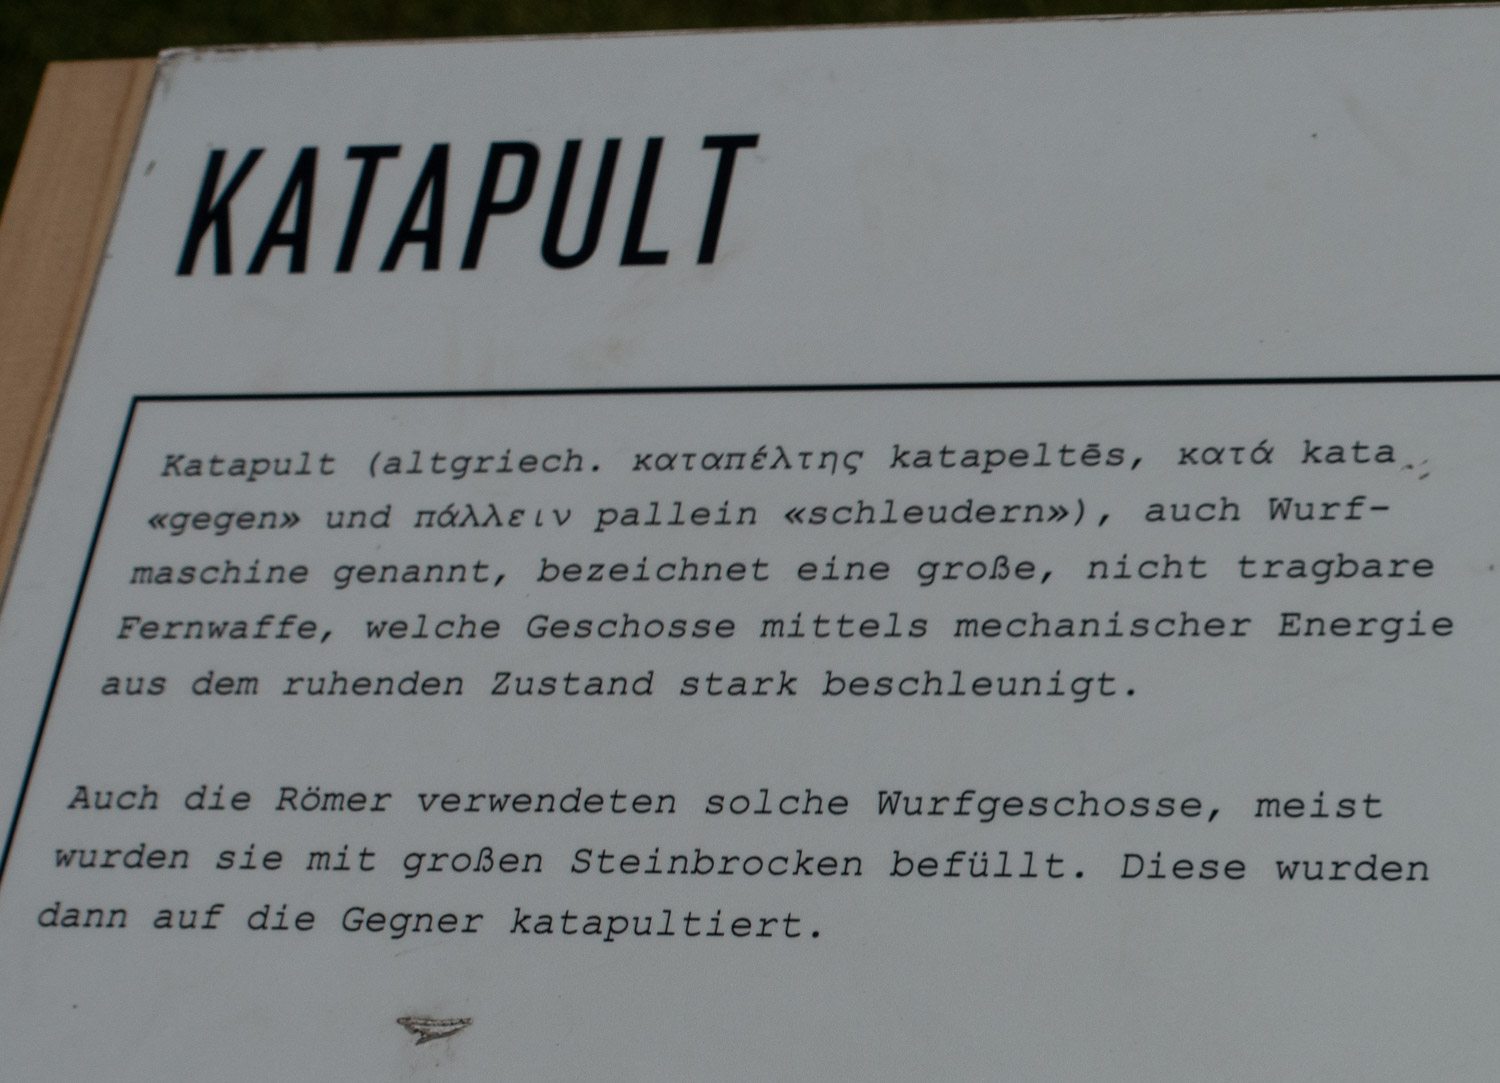 KATAPULT
Katapult (altgriech. καταπέλτης katapeltēs, κατά kata
«gegen» und πάλλειν pallein «schleudern»), auch Wurf-
maschine genannt, bezeichnet eine große, nicht tragbare
Fernwaffe, welche Geschosse mittels mechanischer Energie
aus dem ruhenden Zustand stark beschleunigt.
Auch die Römer verwendeten solche Wurfgeschosse, meist
wurden sie mit großen Steinbrocken befüllt. Diese wurden
dann auf die Gegner katapultiert.